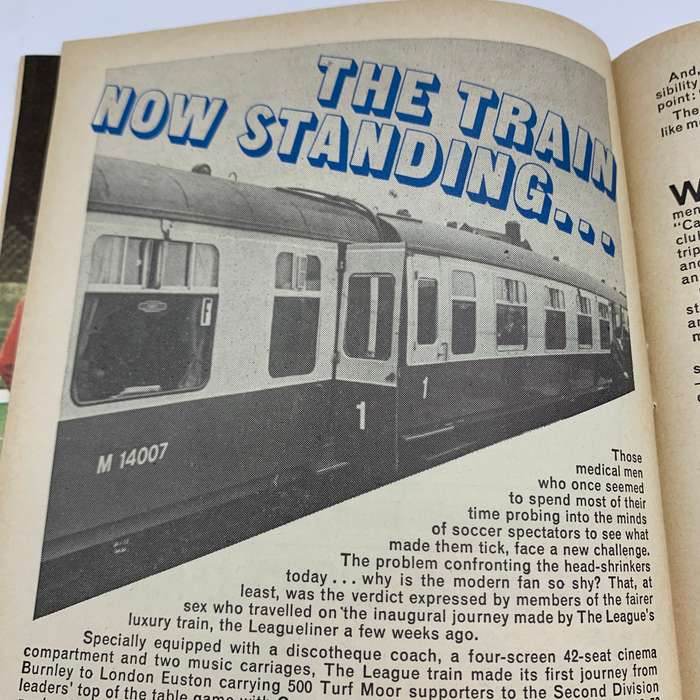 THE TRAIN
NOW STANDING...
F
1
1
M 14007
Those
medical men
who once seemed
to spend most of their
time probing into the minds
of soccer spectators to see what
made them tick, face a new challenge.
The problem confronting the head-shrinkers
today... why is the modern fan so shy? That, at
least, was the verdict expressed by members of the fairer
sex who travelled on the inaugural journey made by The League's
luxury train, the Leagueliner a few weeks ago.
Specially equipped with a discotheque coach, a four-screen 42-seat cinema
compartment and two music carriages, The League train made its first journey from
Burnley to London Euston carrying 500 Turf Moor supporters to the Second Division
leaders' top of the table game with
And,
sibility
point:
The
like m
W
men
"Ca
club
trip
and
an
st
a